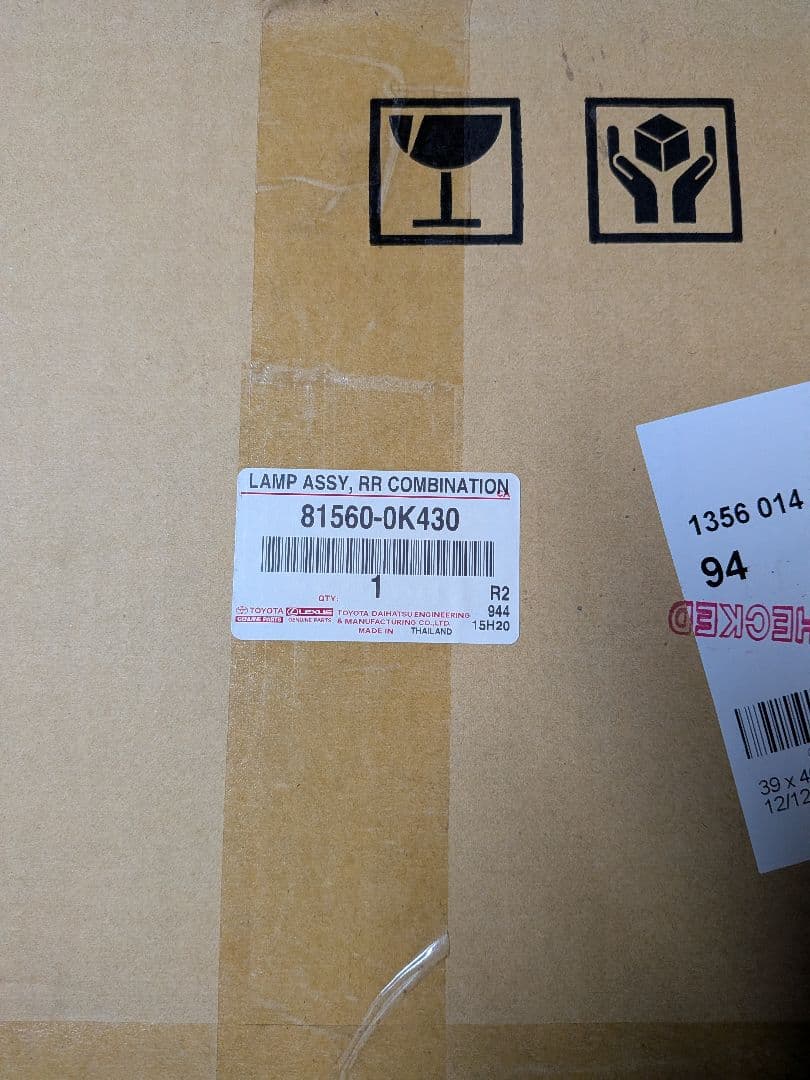 LAMP ASSY, RR COMBINATION
81560-0K430
QTY: 1
R2
944
15H20
TOYOTA LEXUS
GENUINE PARTS GENUINE PARTS
TOYOTA DAIHATSU ENGINEERING
& MANUFACTURING CO.,LTD.
MADE IN THAILAND
1356 014
94
HECKED
39 x 4
12/12